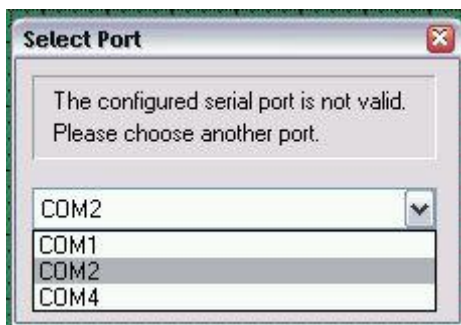 Select Port
The configured serial port is not valid.
Please choose another port.
COM2
COM1
COM2
COM4